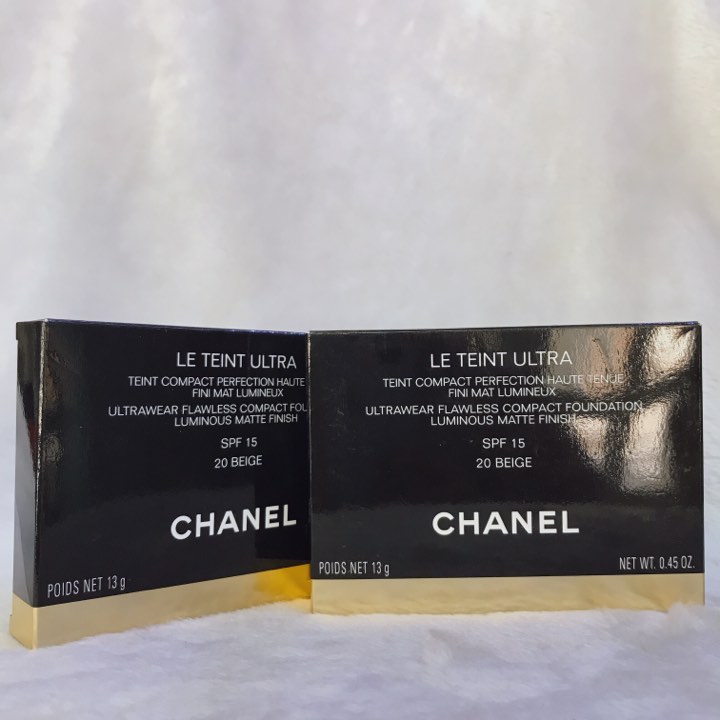 LE TEINT ULTRA
TEINT COMPACT PERFECTION HAUTE
FINI MAT LUMINEUX
ULTRAWEAR FLAWLESS COMPACT FOU
LUMINOUS MATTE FINISH
SPF 15
20 BEIGE
CHANEL
POIDS NET 13 g
LE TEINT ULTRA
TEINT COMPACT PERFECTION HAUTE TENUE
FINI MAT LUMINEUX
ULTRAWEAR FLAWLESS COMPACT FOUNDATION
LUMINOUS MATTE FINISH
SPF 15
20 BEIGE
CHANEL
POIDS NET 13 g NET WT. 0.45 OZ.